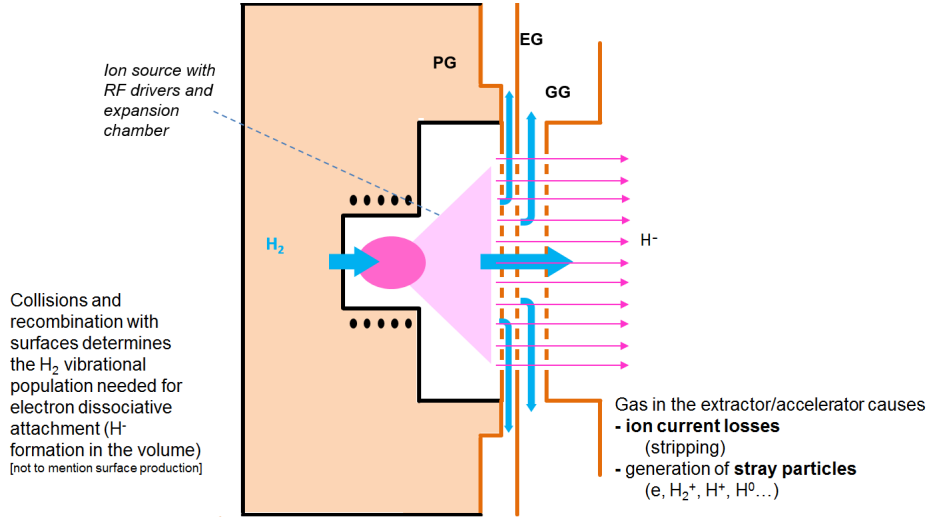 Ion source with
RF drivers and
expansion
chamber
PG
EG
GG
H₂
H⁻
Collisions and
recombination with
surfaces determines
the H₂ vibrational
population needed for
electron dissociative
attachment (H⁻
formation in the volume)
[not to mention surface production]
Gas in the extractor/accelerator causes
- ion current losses
(stripping)
- generation of stray particles
(e, H₂⁺, H⁺, H⁰…)